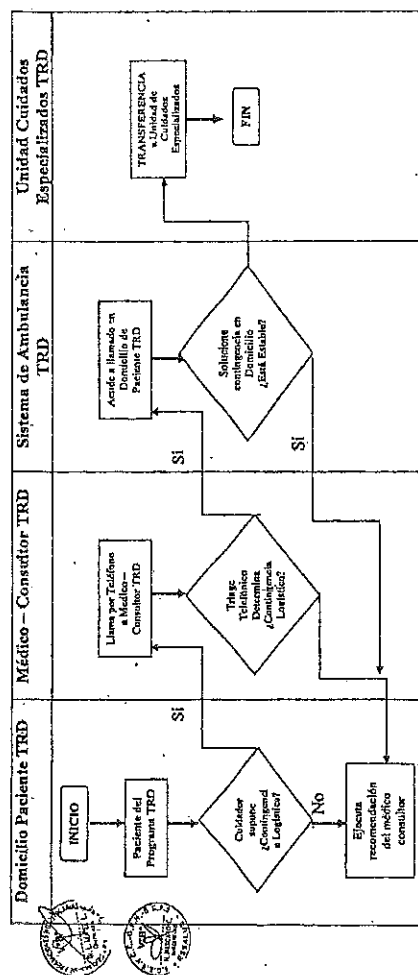 Domicilio Paciente TRD
Médico – Consultor TRD
Sistema de Ambulancia
TRD
Unidad Cuidados
Especializados TRD
INICIO
Paciente del
Programa TRD
Cuidador supone
¿Contingenci
a Logística?
Si
No
Ejecuta
recomendación
del médico
consultor
Llama por Teléfono
a Medico –
Consultor TRD
Triage
Telefónico
Determina
¿Contingencia
Logística?
Si
Acude a llamado en
Domicilio de
Paciente TRD
Solucione
contingencia en
Domicilio
¿Está Estable?
Si
TRANSFERENCIA
a Unidad de
Cuidados
Especializados
FIN